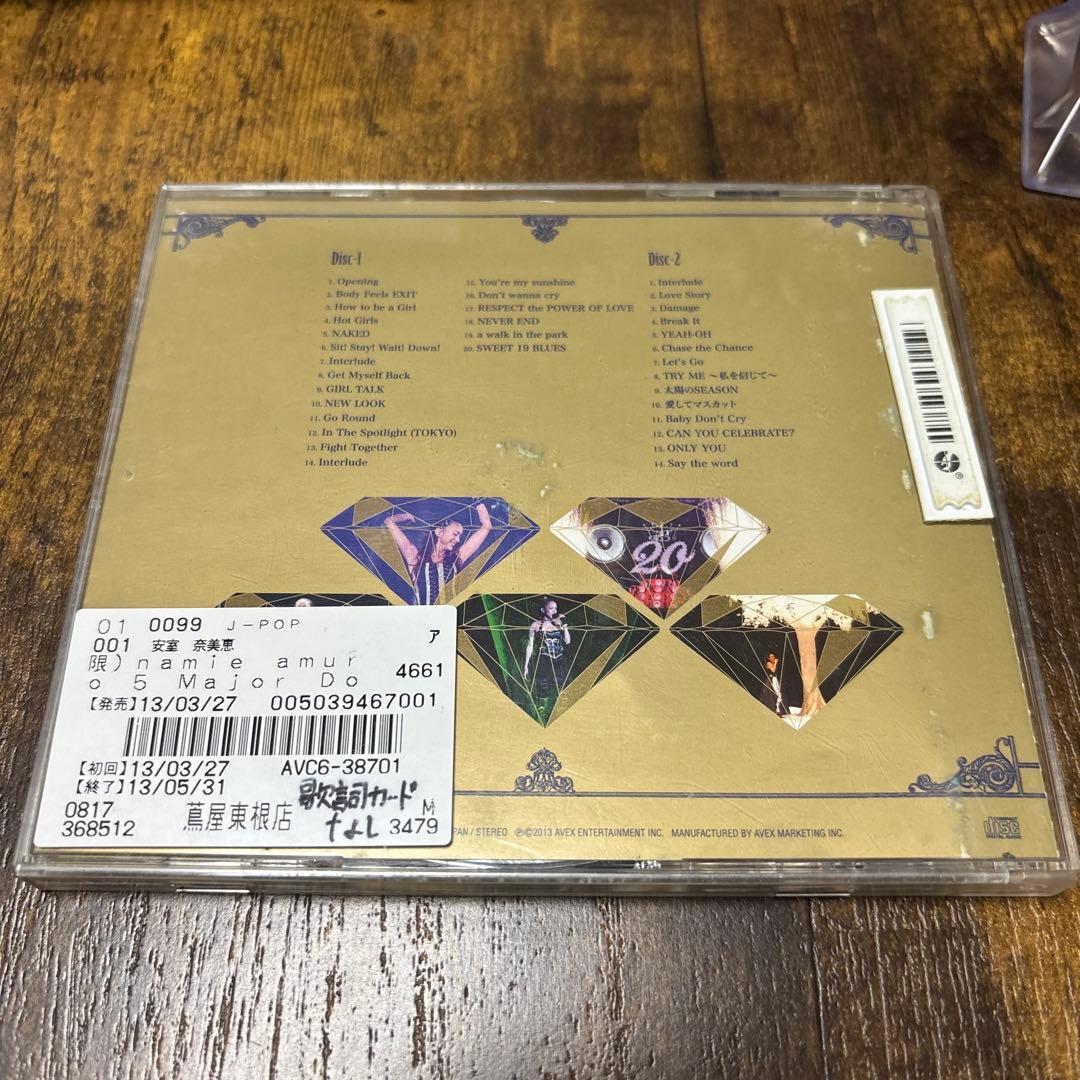 Disc-1
1. Opening
2. Body Feels EXIT
3. How to be a Girl
4. Hot Girls
5. NAKED
6. Sit! Stay! Wait! Down!
7. Interlude
8. Get Myself Back
9. GIRL TALK
10. NEW LOOK
11. Go Round
12. In The Spotlight (TOKYO)
13. Fight Together
14. Interlude
15. You're my sunshine
16. Don't wanna cry
17. RESPECT the POWER OF LOVE
18. NEVER END
19. a walk in the park
20. SWEET 19 BLUES
Disc-2
1. Interlude
2. Love Story
3. Damage
4. Break It
5. YEAH-OH
6. Chase the Chance
7. Let's Go
8. TRY ME 〜私を信じて〜
9. 太陽のSEASON
10. 愛してマスカット
11. Baby Don't Cry
12. CAN YOU CELEBRATE?
13. ONLY YOU
14. Say the word
20
01 0099 J-POP
001 安室 奈美恵 ア
限)namie amur
o 5 Major Do 4661
【発売】13/03/27 005039467001
【初回】13/03/27 AVC6-38701
【終了】13/05/31
歌詞カード
なし
0817 蔦屋東根店 M
368512 3479
PAN / STEREO ℗©2013 AVEX ENTERTAINMENT INC. MANUFACTURED BY AVEX MARKETING INC.
COMPACT
disc
DIGITAL AUDIO